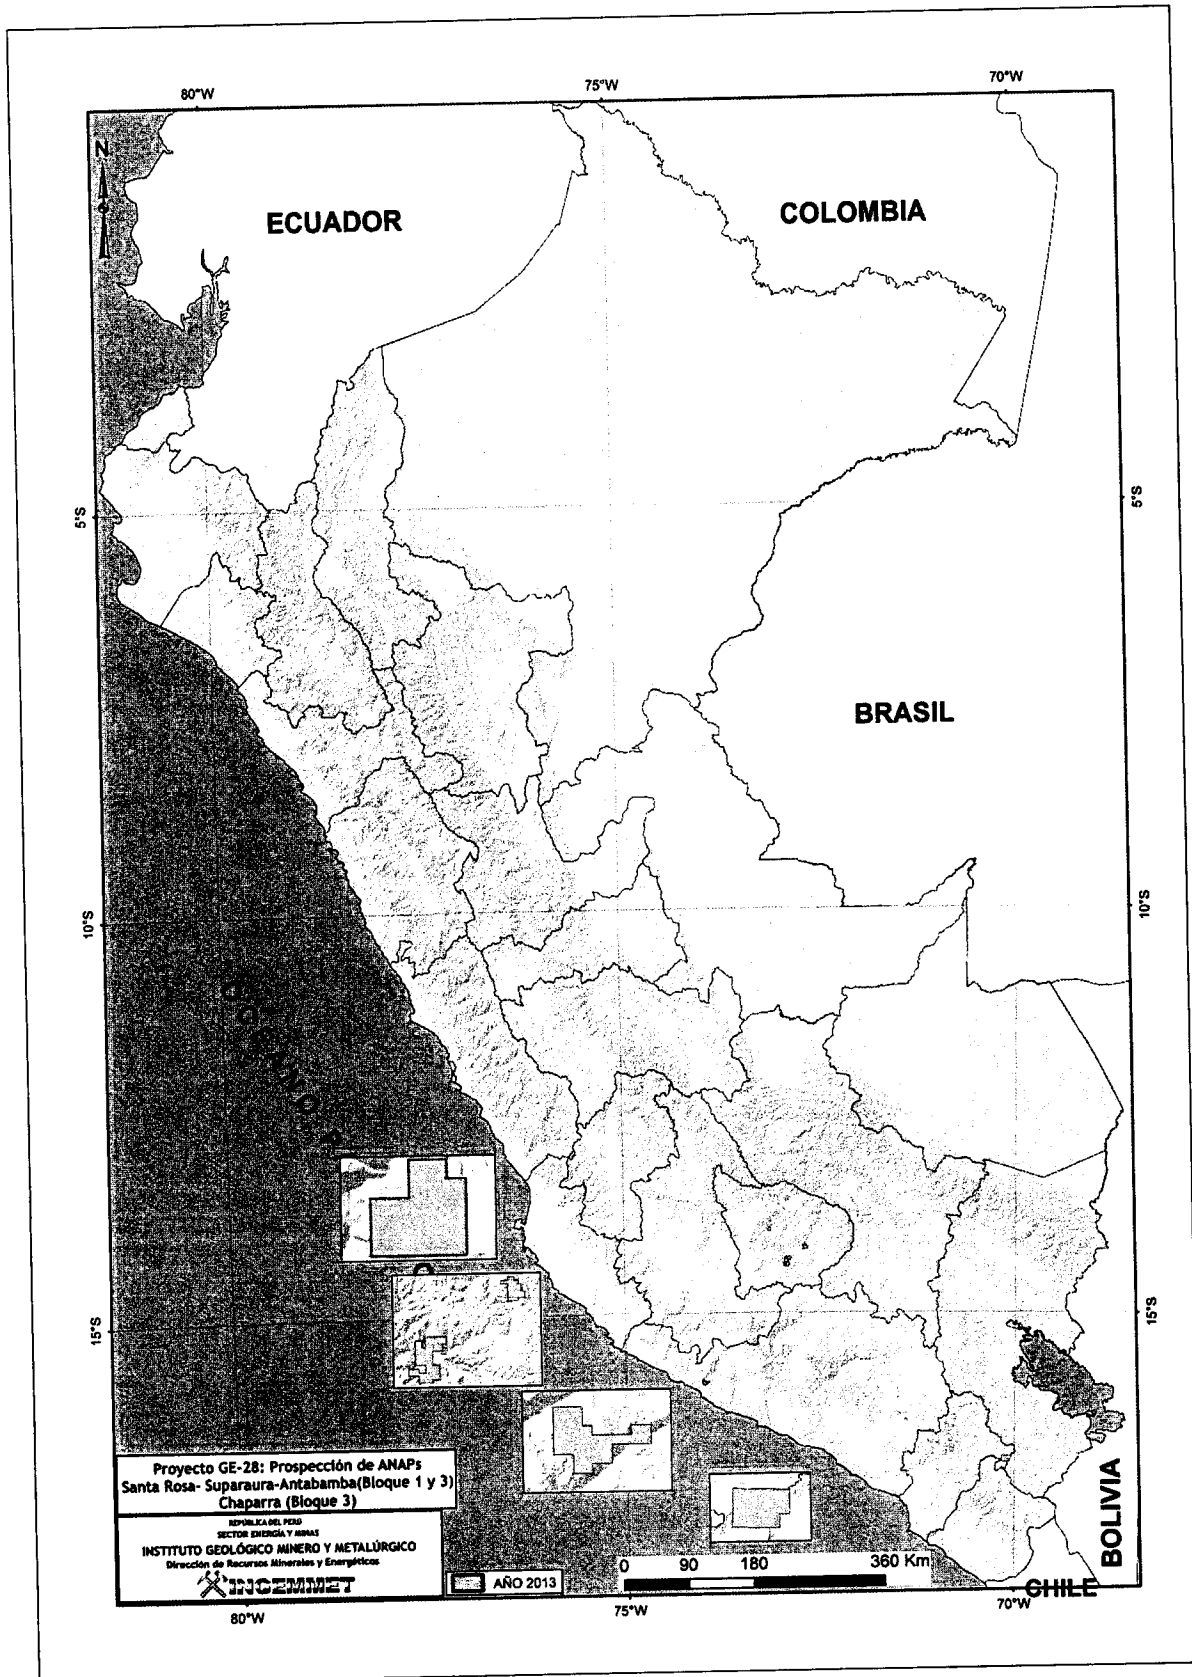 80°W
75°W
70°W
N
ECUADOR
COLOMBIA
5°S
5°S
BRASIL
10°S
10°S
15°S
15°S
Proyecto GE-28: Prospección de ANAPs
Santa Rosa- Suparaura-Antabamba(Bloque 1 y 3)
Chaparra (Bloque 3)
REPÚBLICA DEL PERÚ
SECTOR ENERGÍA Y MINAS
INSTITUTO GEOLÓGICO MINERO Y METALÚRGICO
Dirección de Recursos Minerales y Energéticos
INGEMMET
AÑO 2013
0 90 180 360 Km
BOLIVIA
CHILE
80°W
75°W
70°W